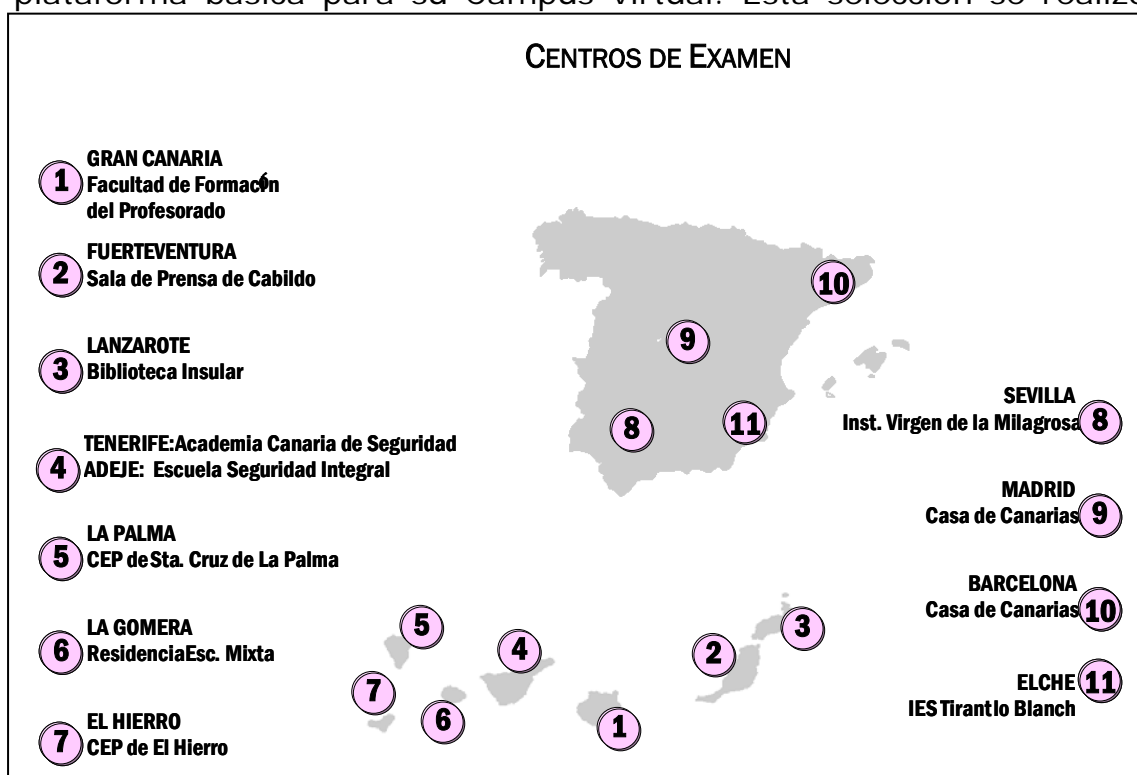 plataforma básica para su Campus Virtual. Esta selección se realizó
CENTROS DE EXAMEN
1
GRAN CANARIA
Facultad de Formación
del Profesorado
2
FUERTEVENTURA
Sala de Prensa de Cabildo
3
LANZAROTE
Biblioteca Insular
4
TENERIFE:Academia Canaria de Seguridad
ADEJE: Escuela Seguridad Integral
5
LA PALMA
CEP de Sta. Cruz de La Palma
6
LA GOMERA
Residencia Esc. Mixta
7
EL HIERRO
CEP de El Hierro
10
9
8
11
5
4
3
2
7
6
1
SEVILLA
Inst. Virgen de la Milagrosa
8
MADRID
Casa de Canarias
9
BARCELONA
Casa de Canarias
10
ELCHE
IES Tirant lo Blanch
11